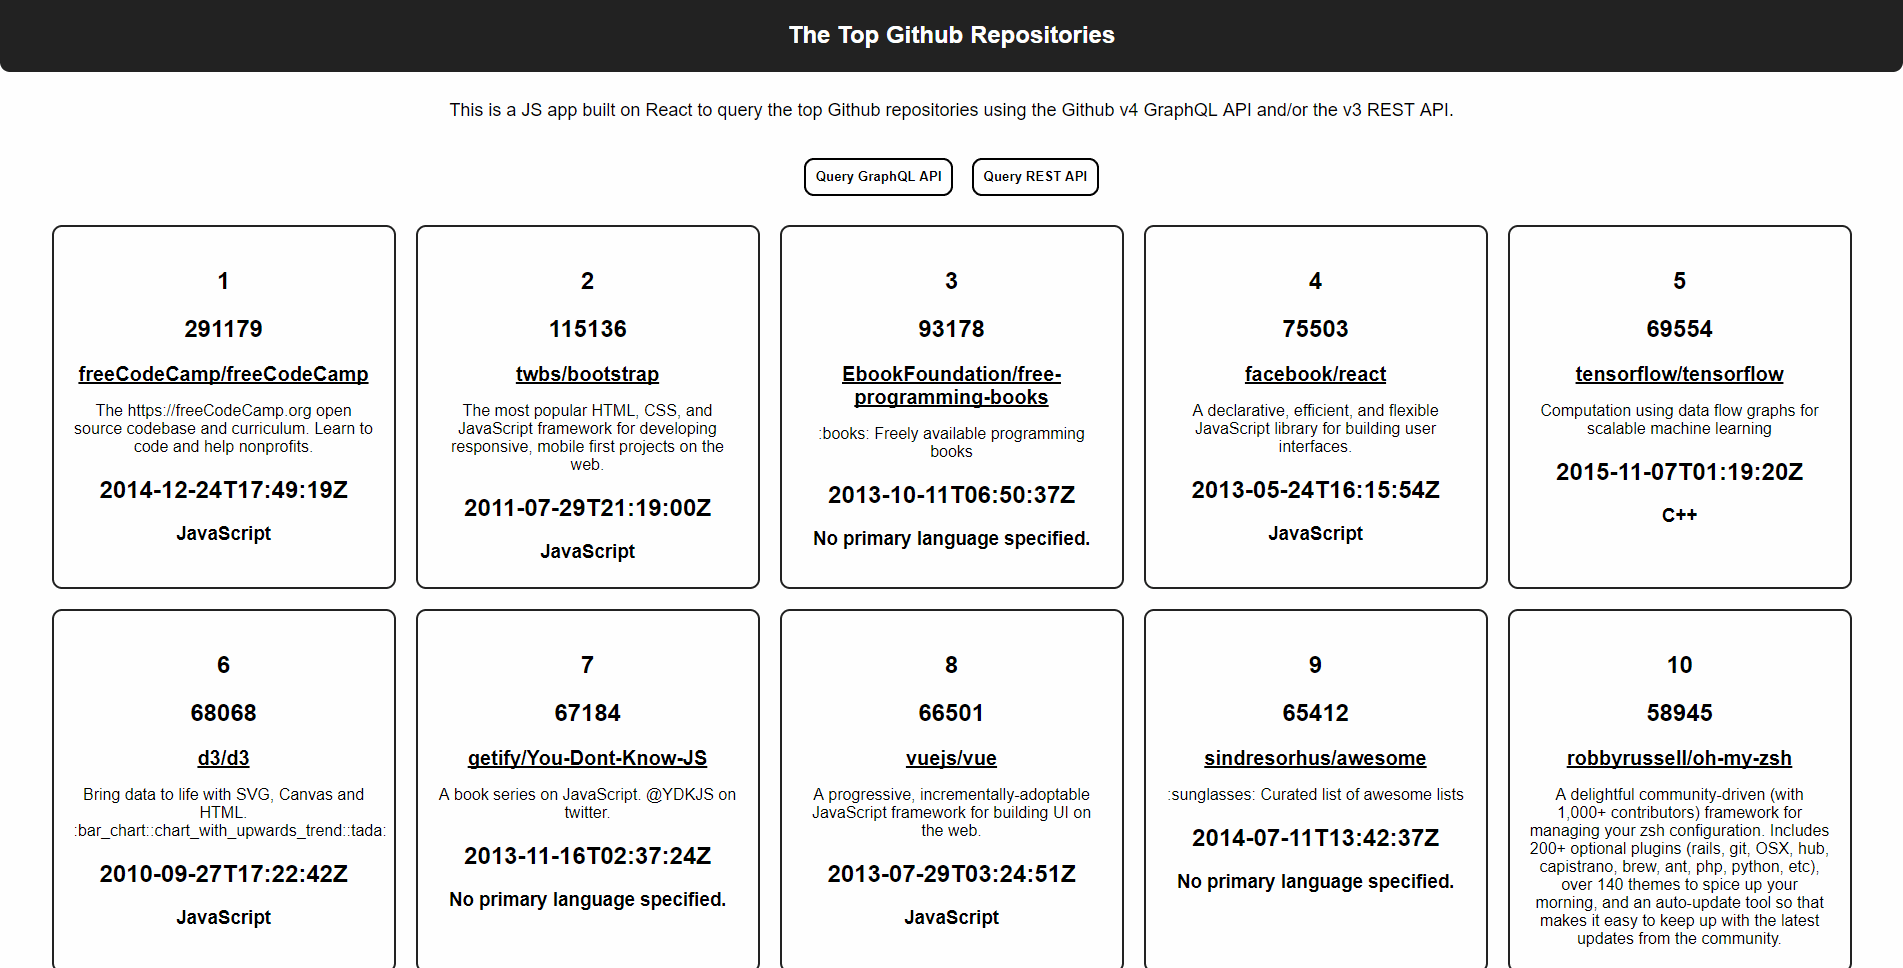 The Top Github Repositories
This is a JS app built on React to query the top Github repositories using the Github v4 GraphQL API and/or the v3 REST API.
Query GraphQL API
Query REST API
1
291179
freeCodeCamp/freeCodeCamp
The https://freeCodeCamp.org open
source codebase and curriculum. Learn to
code and help nonprofits.
2014-12-24T17:49:19Z
JavaScript
2
115136
twbs/bootstrap
The most popular HTML, CSS, and
JavaScript framework for developing
responsive, mobile first projects on the
web.
2011-07-29T21:19:00Z
JavaScript
3
93178
EbookFoundation/free-
programming-books
:books: Freely available programming
books
2013-10-11T06:50:37Z
No primary language specified.
4
75503
facebook/react
A declarative, efficient, and flexible
JavaScript library for building user
interfaces.
2013-05-24T16:15:54Z
JavaScript
5
69554
tensorflow/tensorflow
Computation using data flow graphs for
scalable machine learning
2015-11-07T01:19:20Z
C++
6
68068
d3/d3
Bring data to life with SVG, Canvas and
HTML.
:bar_chart::chart_with_upwards_trend::tada:
2010-09-27T17:22:42Z
JavaScript
7
67184
getify/You-Dont-Know-JS
A book series on JavaScript. @YDKJS on
twitter.
2013-11-16T02:37:24Z
No primary language specified.
8
66501
vuejs/vue
A progressive, incrementally-adoptable
JavaScript framework for building UI on
the web.
2013-07-29T03:24:51Z
JavaScript
9
65412
sindresorhus/awesome
:sunglasses: Curated list of awesome lists
2014-07-11T13:42:37Z
No primary language specified.
10
58945
robbyrussell/oh-my-zsh
A delightful community-driven (with
1,000+ contributors) framework for
managing your zsh configuration. Includes
200+ optional plugins (rails, git, OSX, hub,
capistrano, brew, ant, php, python, etc),
over 140 themes to spice up your
morning, and an auto-update tool so that
makes it easy to keep up with the latest
updates from the community.